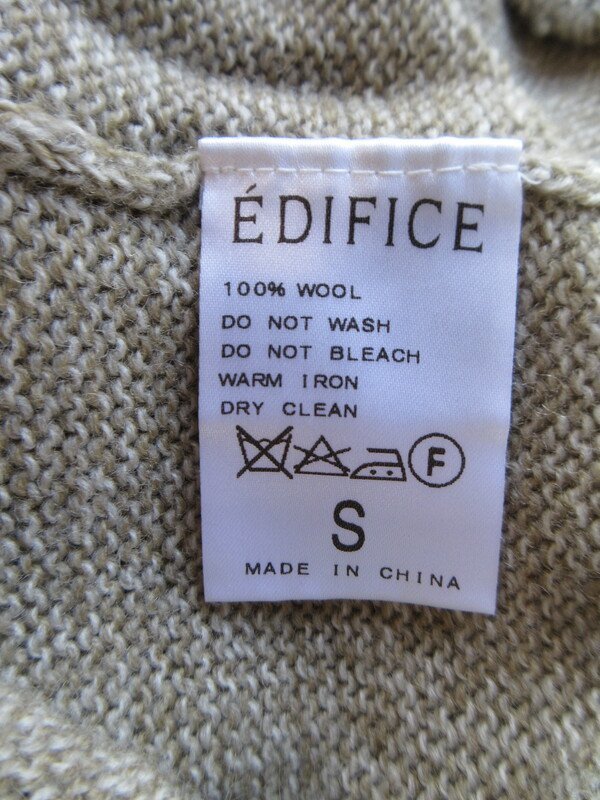 ÉDIFICE
100% WOOL
DO NOT WASH
DO NOT BLEACH
WARM IRON
DRY CLEAN
F
S
MADE IN CHINA